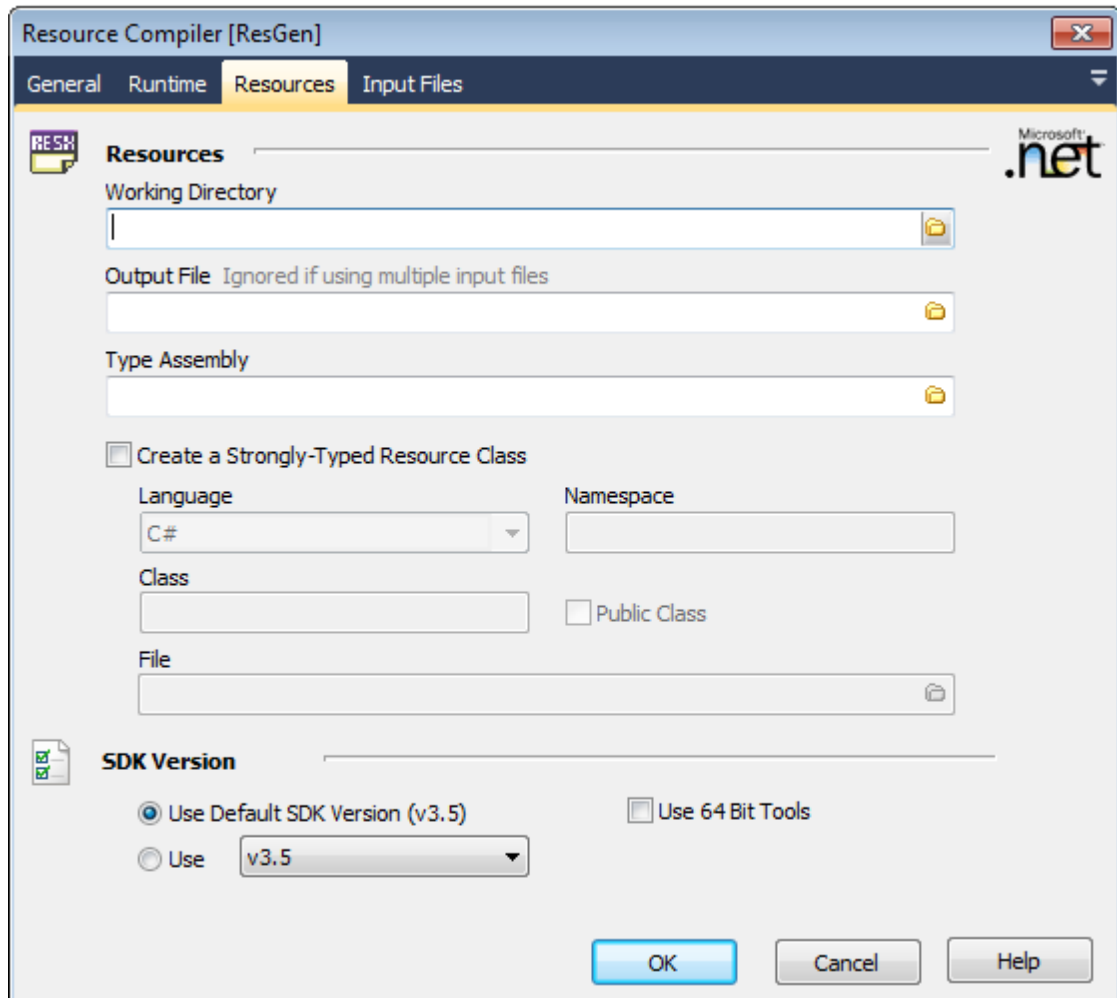 Resource Compiler [ResGen]
General Runtime Resources Input Files
RESX
Resources
Microsoft
.net
Working Directory
Output File Ignored if using multiple input files
Type Assembly
Create a Strongly-Typed Resource Class
Language Namespace
C#
Class
Public Class
File
SDK Version
Use Default SDK Version (v3.5) Use 64 Bit Tools
Use v3.5
OK Cancel Help